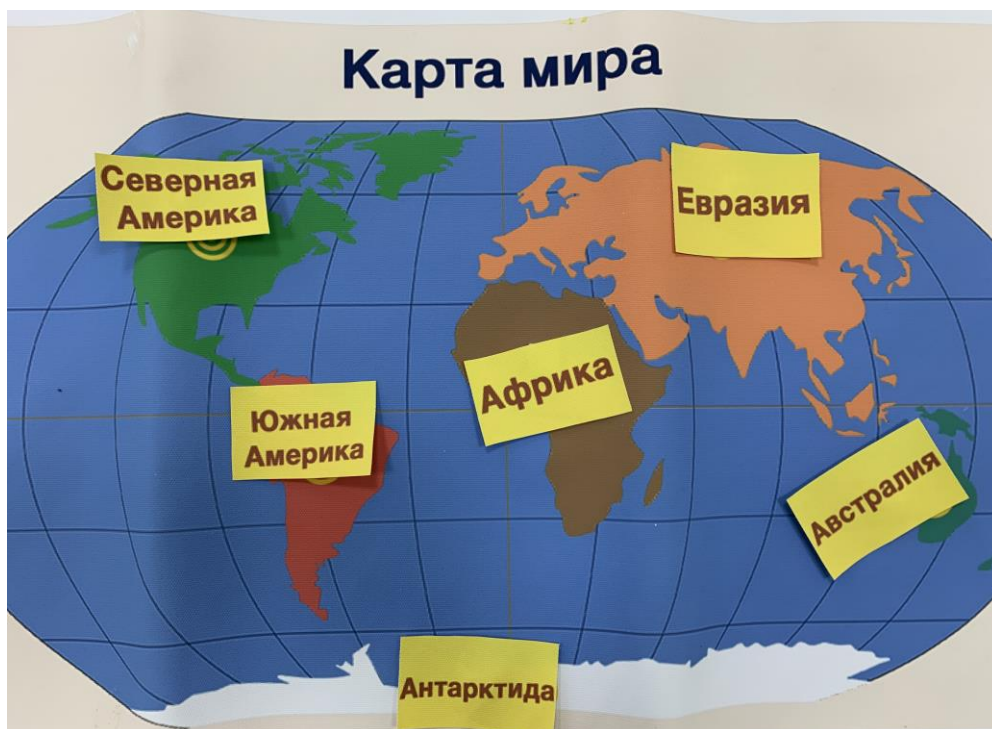 Карта мира
Северная
Америка
Евразия
Африка
Южная
Америка
Австралия
Антарктида